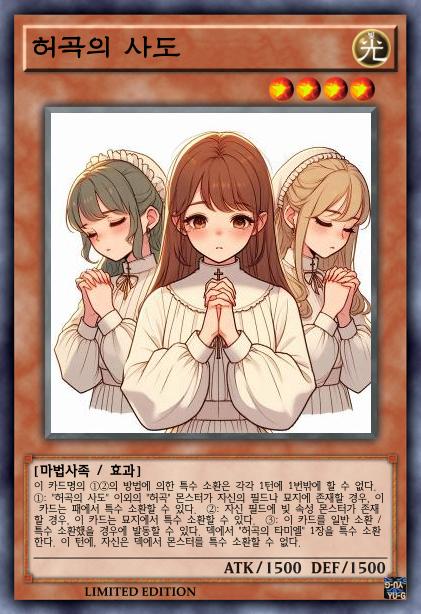 허곡의 사도
빛
光
[마법사족 / 효과]
이 카드명의 ①②의 방법에 의한 특수 소환은 각각 1턴에 1번밖에 할 수 없다.
①: "허곡의 사도" 이외의 "허곡" 몬스터가 자신의 필드나 묘지에 존재할 경우, 이
카드는 패에서 특수 소환할 수 있다. ②: 자신 필드에 빛 속성 몬스터가 존재
할 경우, 이 카드는 묘지에서 특수 소환할 수 있다. ③: 이 카드를 일반 소환 /
특수 소환했을 경우에 발동할 수 있다. 덱에서 "허곡의 타미엘" 1장을 특수 소환
한다. 이 턴에, 자신은 덱에서 몬스터를 특수 소환할 수 없다.
ATK/1500 DEF/1500
LIMITED EDITION